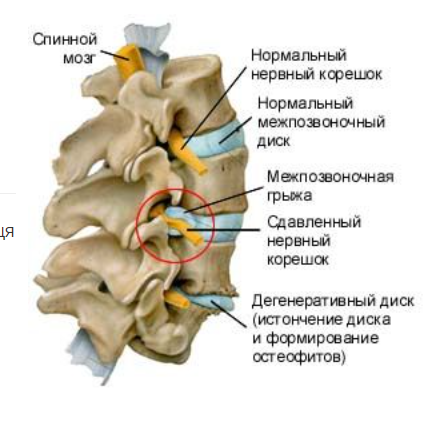 Спинной
мозг
Нормальный
нервный корешок
Нормальный
межпозвоночный
диск
Межпозвоночная
грыжа
ця
Сдавленный
нервный
корешок
Дегенеративный диск
(истончение диска
и формирование
остеофитов)